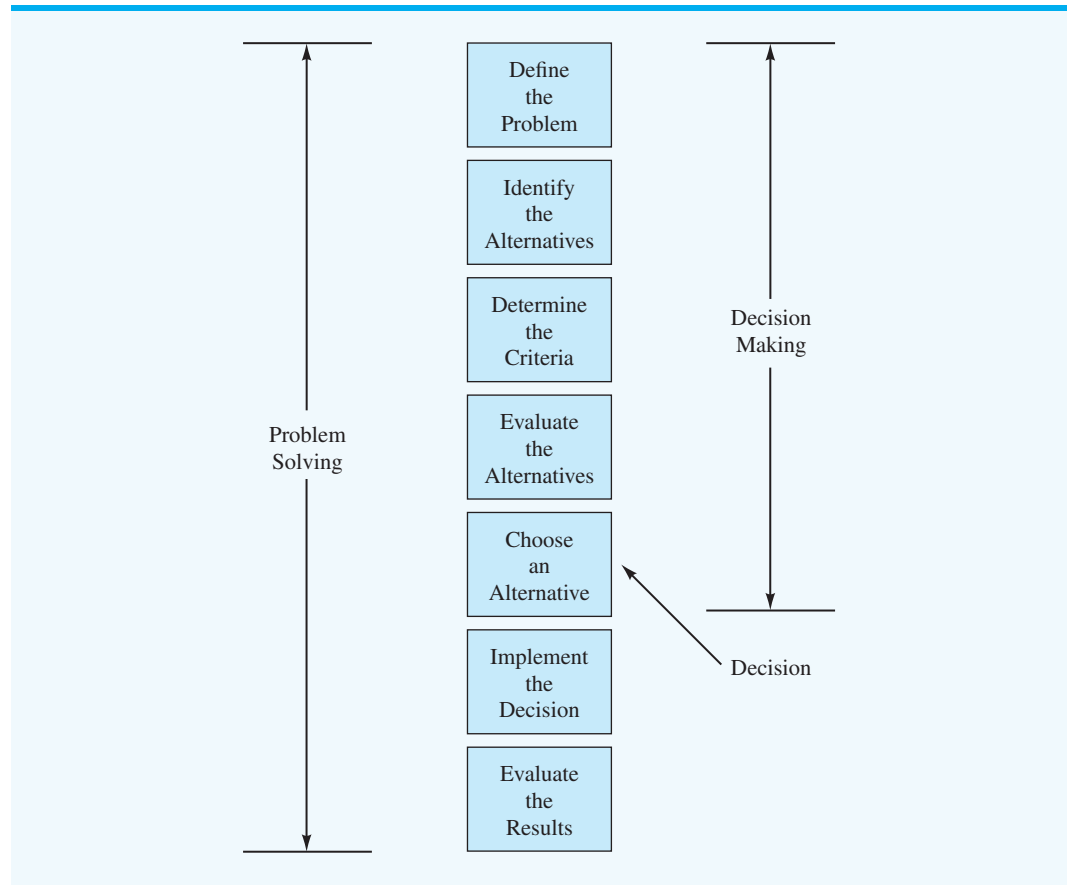 Define
the
Problem
Identify
the
Alternatives
Determine
the
Criteria
Decision
Making
Evaluate
the
Alternatives
Problem
Solving
Choose
an
Alternative
Implement
the
Decision
Decision
Evaluate
the
Results